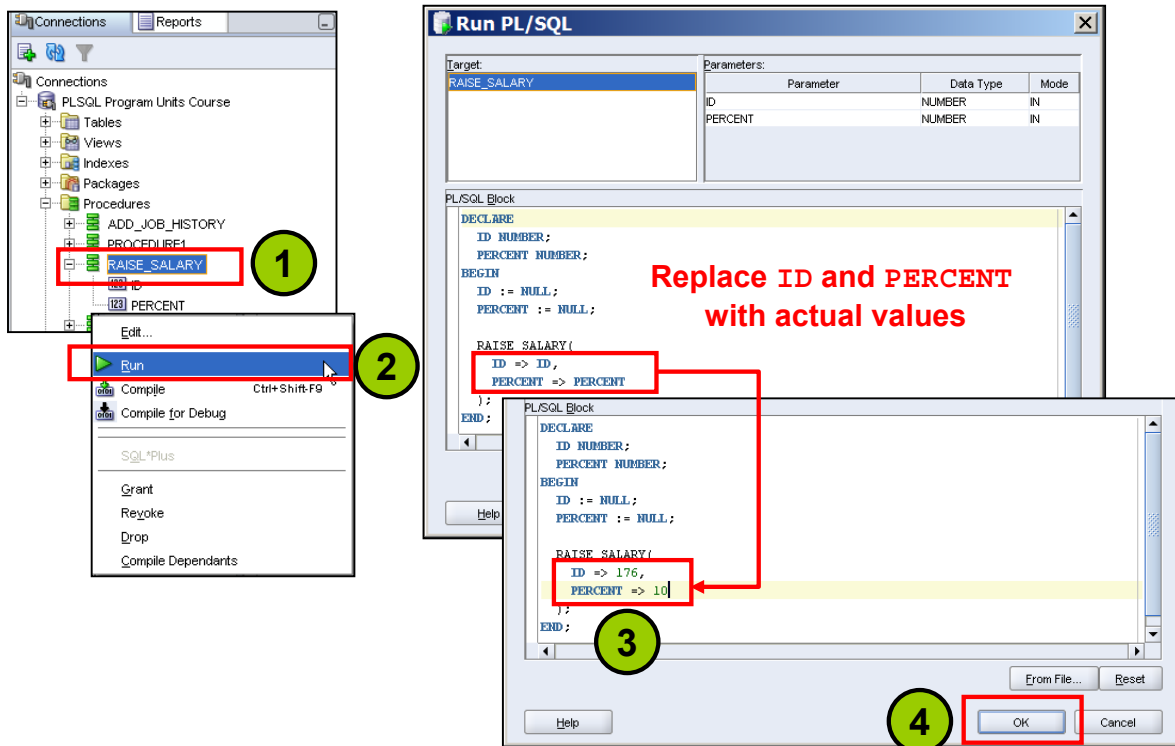 Connections Reports
Connections
PLSQL Program Units Course
Tables
Views
Indexes
Packages
Procedures
ADD_JOB_HISTORY
PROCEDURE1
RAISE_SALARY
1
ID
PERCENT
Edit...
Run
2
Compile Ctrl+Shift-F9
Compile for Debug
SQL*Plus
Grant
Revoke
Drop
Compile Dependants
Run PL/SQL
Target:
RAISE_SALARY
Parameters:
Parameter Data Type Mode
ID NUMBER IN
PERCENT NUMBER IN
PL/SQL Block
DECLARE
ID NUMBER;
PERCENT NUMBER;
BEGIN
ID := NULL;
PERCENT := NULL;
RAISE_SALARY(
ID => ID,
PERCENT => PERCENT
);
END;
Help
Replace ID and PERCENT
with actual values
PL/SQL Block
DECLARE
ID NUMBER;
PERCENT NUMBER;
BEGIN
ID := NULL;
PERCENT := NULL;
RAISE_SALARY(
ID => 176,
PERCENT => 10
);
END;
3
From File... Reset
4
Help OK Cancel